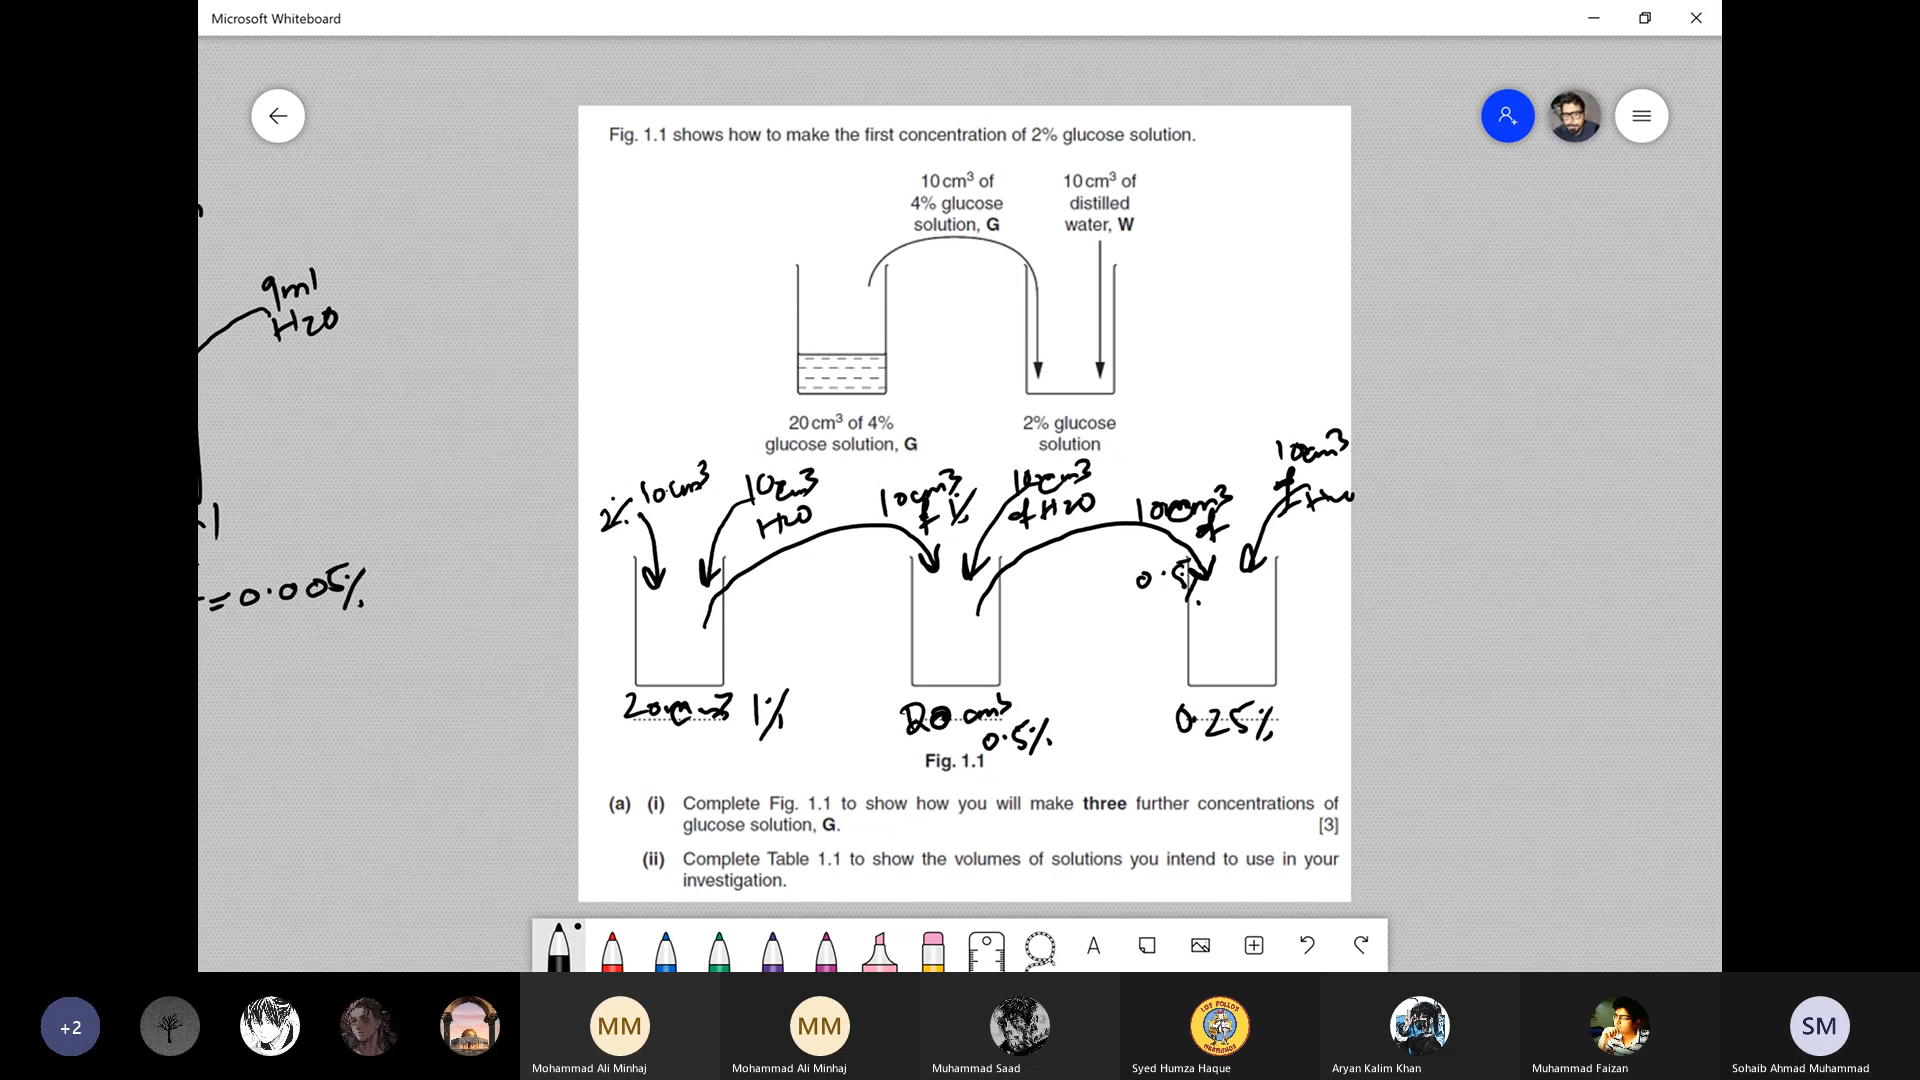 Microsoft Whiteboard
Fig. 1.1 shows how to make the first concentration of 2% glucose solution.
10 cm³ of
4% glucose
solution, G
10 cm³ of
distilled
water, W
20 cm³ of 4%
glucose solution, G
2% glucose
solution
9ml
H2O
= 0.005%
2% 10cm³
10cm³
H2O
10cm³
of 1%
10cm³
of H2O
10cm³
of
0.5%
10cm³
of H2O
20cm³ 1%
20 cm³
0.5%
0.25%
Fig. 1.1
(a) (i) Complete Fig. 1.1 to show how you will make three further concentrations of
glucose solution, G. [3]
(ii) Complete Table 1.1 to show the volumes of solutions you intend to use in your
investigation.
A
+2
MM
Mohammad Ali Minhaj
MM
Mohammad Ali Minhaj
Muhammad Saad
LOS POLLOS
HERMANOS
Syed Humza Haque
Aryan Kalim Khan
Muhammad Faizan
SM
Sohaib Ahmad Muhammad